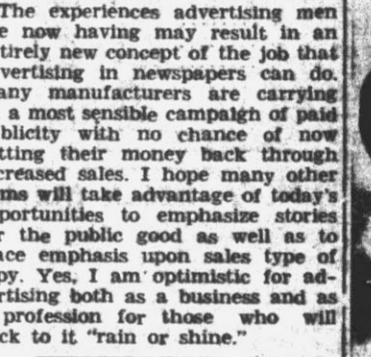 The experiences advertising men
e now having may result in an
tirely new concept of the job that
vertising in newspapers can do.
any manufacturers are carrying
a most sensible campaign of paid
blicity with no chance of now
tting their money back through
creased sales. I hope many other
ms will take advantage of today's
portunities to emphasize stories
r the public good as well as to
ace emphasis upon sales type of
py. Yes, I am optimistic for ad-
rtising both as a business and as
profession for those who will
ck to it "rain or shine."